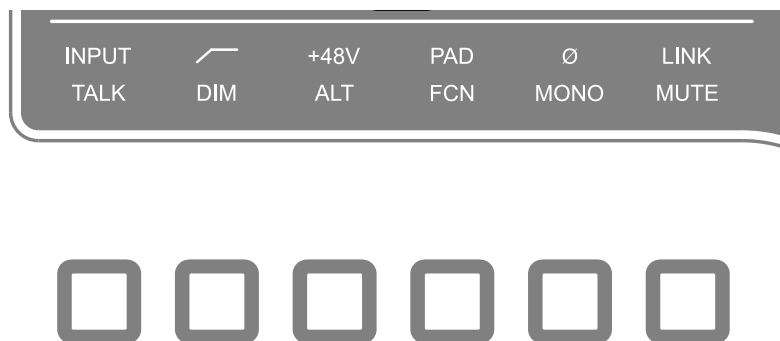 INPUT +48V PAD Ø LINK
TALK DIM ALT FCN MONO MUTE